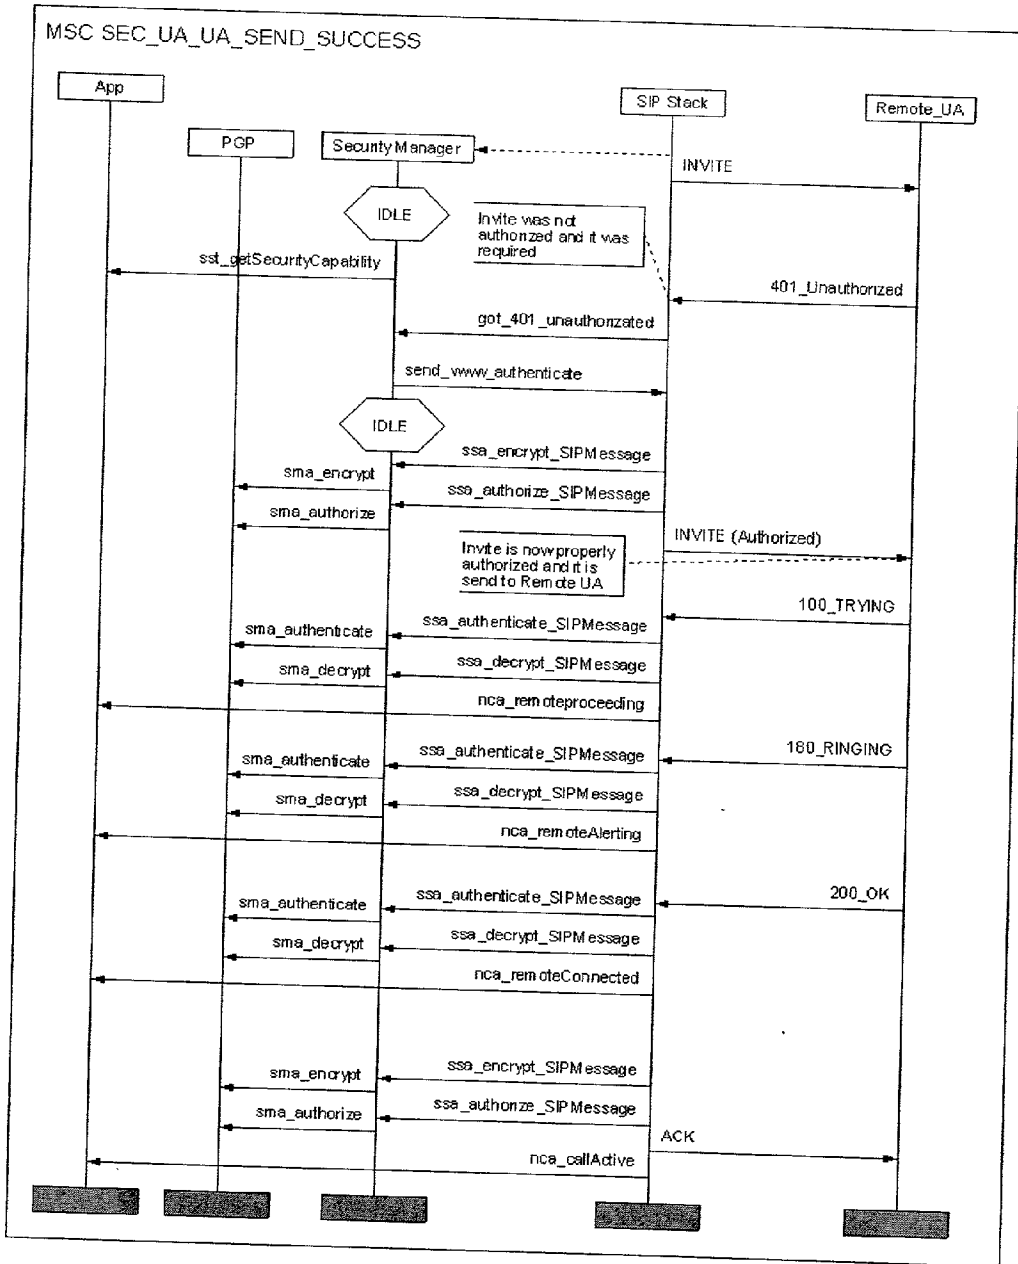 MSC SEC_UA_UA_SEND_SUCCESS
App
SIP Stack
Remote_UA
PGP
Security Manager
INVITE
IDLE
Invite was not
authorized and it was
required
sst_getSecurityCapability
401_Unauthorized
got_401_unauthorizated
send_www_authenticate
IDLE
ssa_encrypt_SIPMessage
sma_encrypt
ssa_authorize_SIPMessage
sma_authorize
INVITE (Authorized)
Invite is now properly
authorized and it is
send to Remote UA
100_TRYING
ssa_authenticate_SIPMessage
sma_authenticate
ssa_decrypt_SIPMessage
sma_decrypt
nca_remoteproceeding
180_RINGING
ssa_authenticate_SIPMessage
sma_authenticate
ssa_decrypt_SIPMessage
sma_decrypt
nca_remoteAlerting
200_OK
ssa_authenticate_SIPMessage
sma_authenticate
ssa_decrypt_SIPMessage
sma_decrypt
nca_remoteConnected
ssa_encrypt_SIPMessage
sma_encrypt
ssa_authorize_SIPMessage
sma_authorize
ACK
nca_callActive